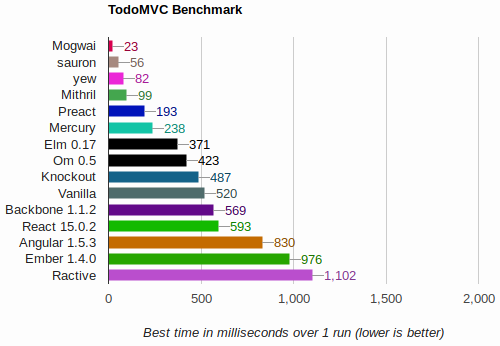 TodoMVC Benchmark
Mogwai 23
sauron 56
yew 82
Mithril 99
Preact 193
Mercury 238
Elm 0.17 371
Om 0.5 423
Knockout 487
Vanilla 520
Backbone 1.1.2 569
React 15.0.2 593
Angular 1.5.3 830
Ember 1.4.0 976
Ractive 1,102
0 500 1,000 1,500 2,000
Best time in milliseconds over 1 run (lower is better)